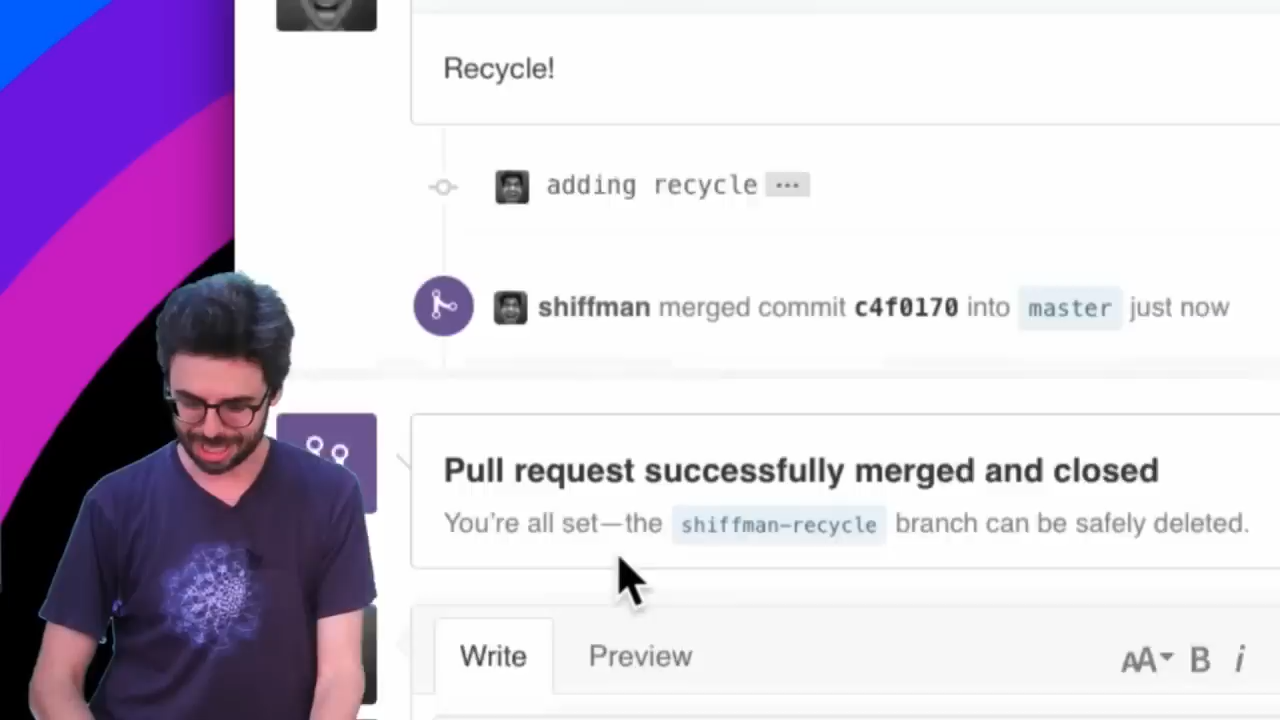 Recycle!
adding recycle ...
shiffman merged commit c4f0170 into master just now
Pull request successfully merged and closed
You're all set—the shiffman-recycle branch can be safely deleted.
Write Preview AA B i